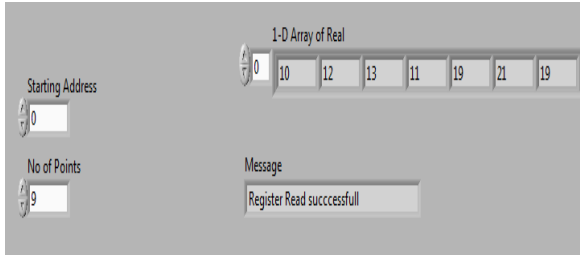 1-D Array of Real
0 10 12 13 11 19 21 19
Starting Address
0
No of Points
9
Message
Register Read succcessfull